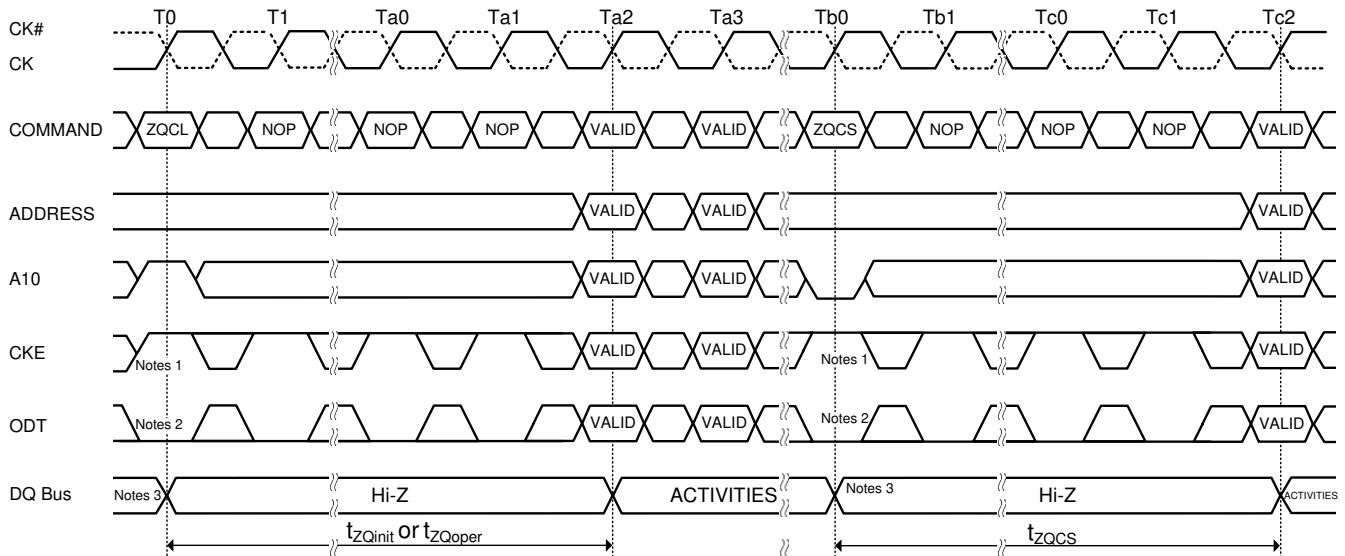 T0 T1 Ta0 Ta1 Ta2 Ta3 Tb0 Tb1 Tc0 Tc1 Tc2
CK#
CK
COMMAND ZQCL NOP NOP NOP VALID VALID ZQCS NOP NOP NOP VALID
ADDRESS VALID VALID VALID
A10 VALID VALID VALID
CKE Notes 1 VALID VALID Notes 1 VALID
ODT Notes 2 VALID VALID Notes 2 VALID
DQ Bus Notes 3 Hi-Z ACTIVITIES Notes 3 Hi-Z ACTIVITIES
tZQinit or tZQoper tZQCS